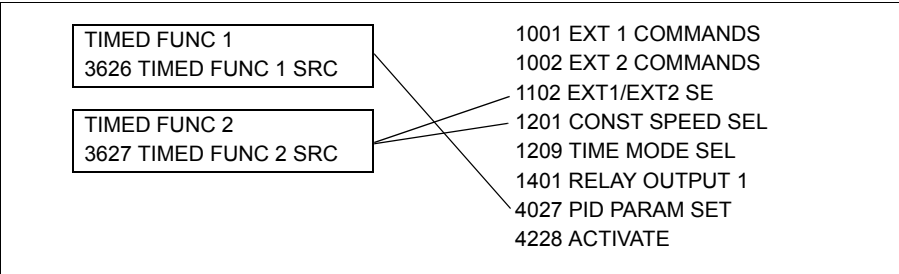 TIMED FUNC 1
3626 TIMED FUNC 1 SRC
TIMED FUNC 2
3627 TIMED FUNC 2 SRC
1001 EXT 1 COMMANDS
1002 EXT 2 COMMANDS
1102 EXT1/EXT2 SE
1201 CONST SPEED SEL
1209 TIME MODE SEL
1401 RELAY OUTPUT 1
4027 PID PARAM SET
4228 ACTIVATE